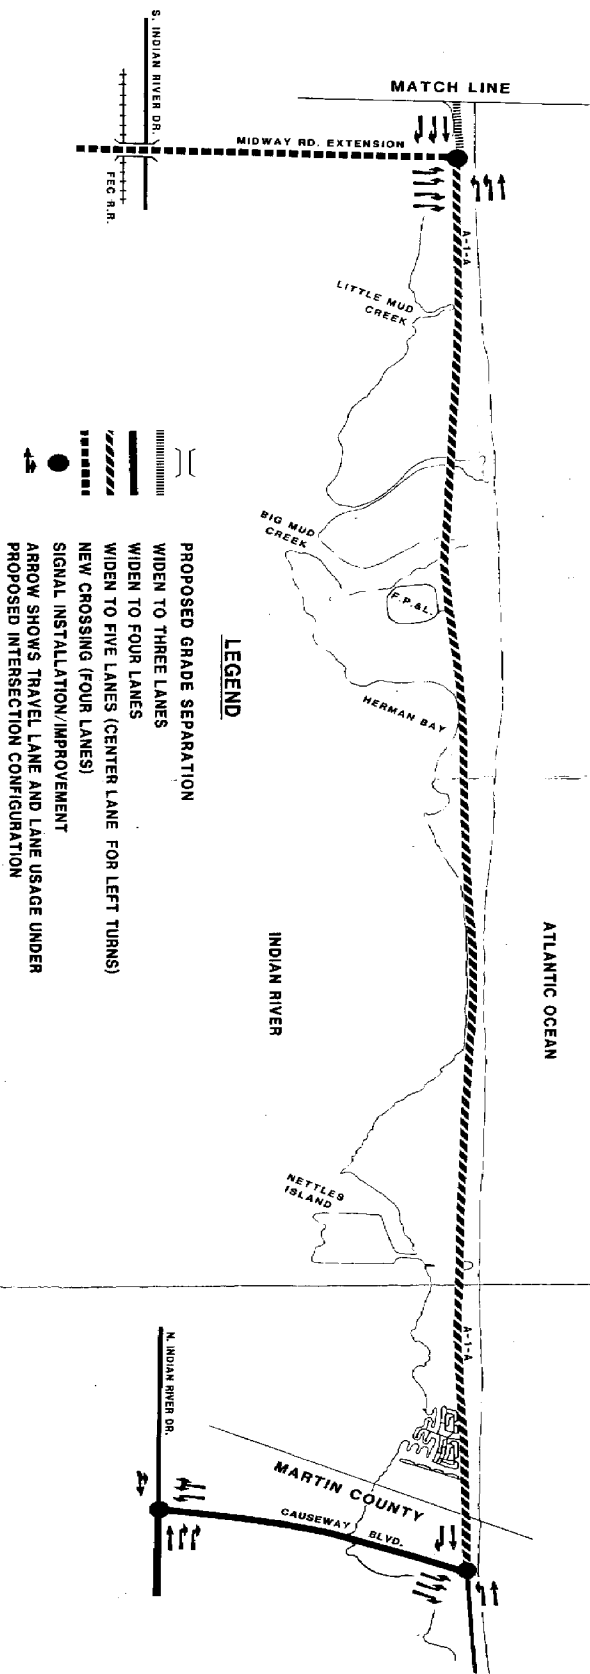 MATCH LINE
S. INDIAN RIVER DR.
MIDWAY RD. EXTENSION
FEC R.R.
A-1-A
LITTLE MUD
CREEK
BIG MUD
CREEK
F.P.&L.
HERMAN BAY
ATLANTIC OCEAN
INDIAN RIVER
NETTLES
ISLAND
A-1-A
N. INDIAN RIVER DR.
MARTIN COUNTY
CAUSEWAY BLVD.
LEGEND
PROPOSED GRADE SEPARATION
WIDEN TO THREE LANES
WIDEN TO FOUR LANES
WIDEN TO FIVE LANES (CENTER LANE FOR LEFT TURNS)
NEW CROSSING (FOUR LANES)
SIGNAL INSTALLATION/IMPROVEMENT
ARROW SHOWS TRAVEL LANE AND LANE USAGE UNDER
PROPOSED INTERSECTION CONFIGURATION